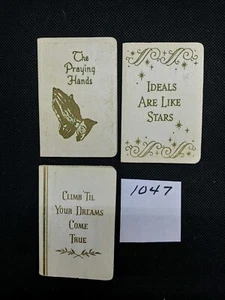 The
Praying
Hands
IDEALS
ARE LIKE
STARS
CLIMB 'TIL
YOUR DREAMS
COME
TRUE
1047